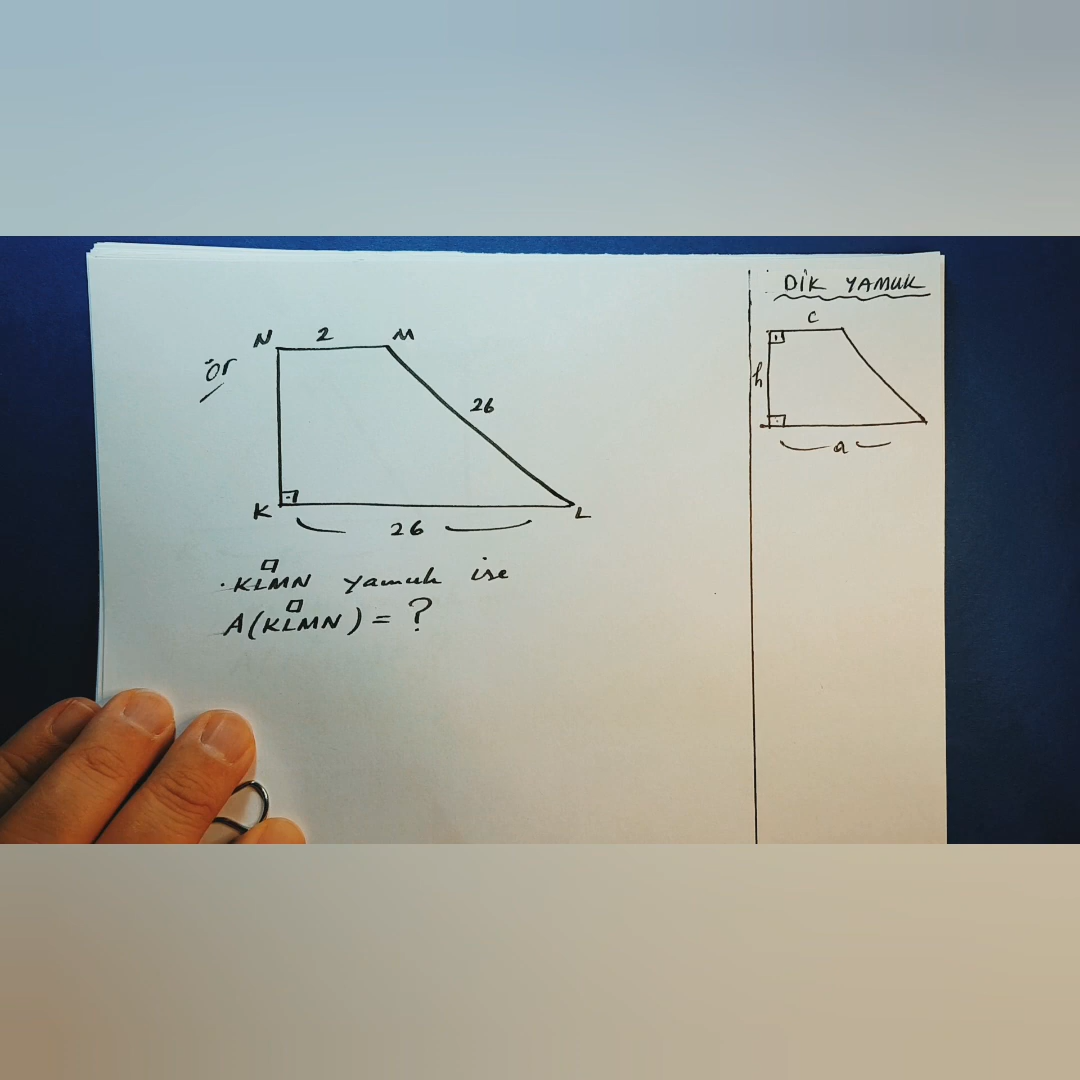 ör
N 2 M
26
K L
26
. KLMN yamuk ise
A(KLMN) = ?
DİK YAMUK
c
h
a